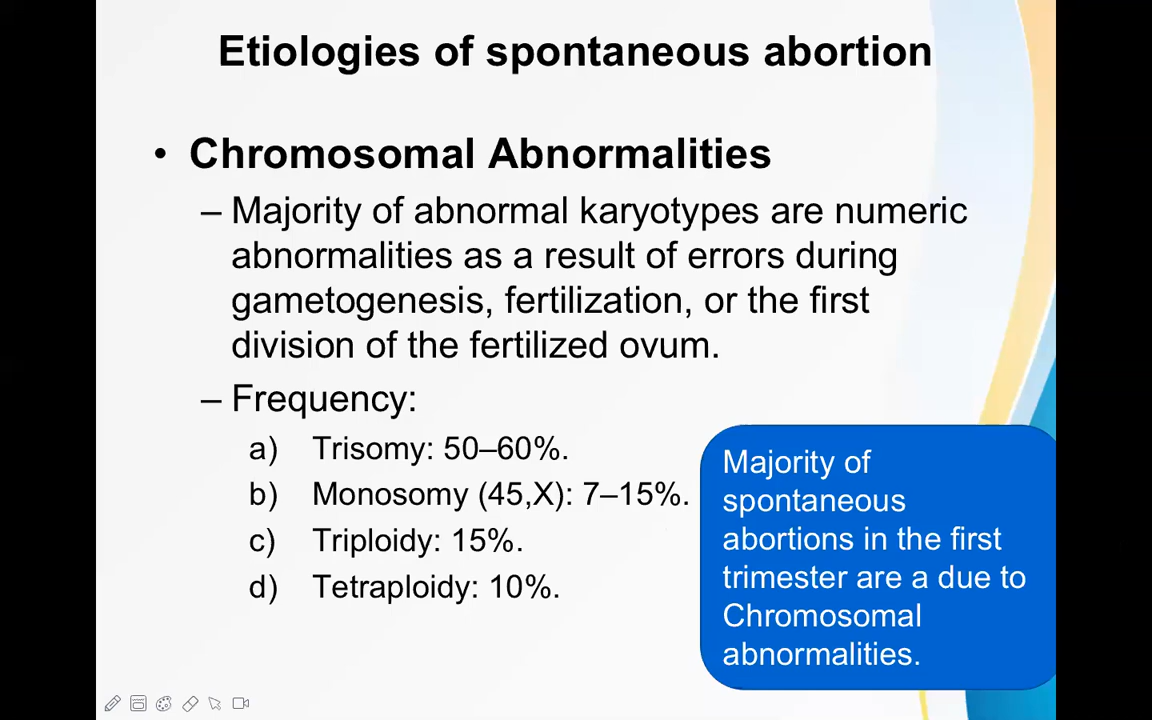 Etiologies of spontaneous abortion
• Chromosomal Abnormalities
– Majority of abnormal karyotypes are numeric
abnormalities as a result of errors during
gametogenesis, fertilization, or the first
division of the fertilized ovum.
– Frequency:
a) Trisomy: 50–60%.
b) Monosomy (45,X): 7–15%.
c) Triploidy: 15%.
d) Tetraploidy: 10%.
Majority of
spontaneous
abortions in the first
trimester are a due to
Chromosomal
abnormalities.